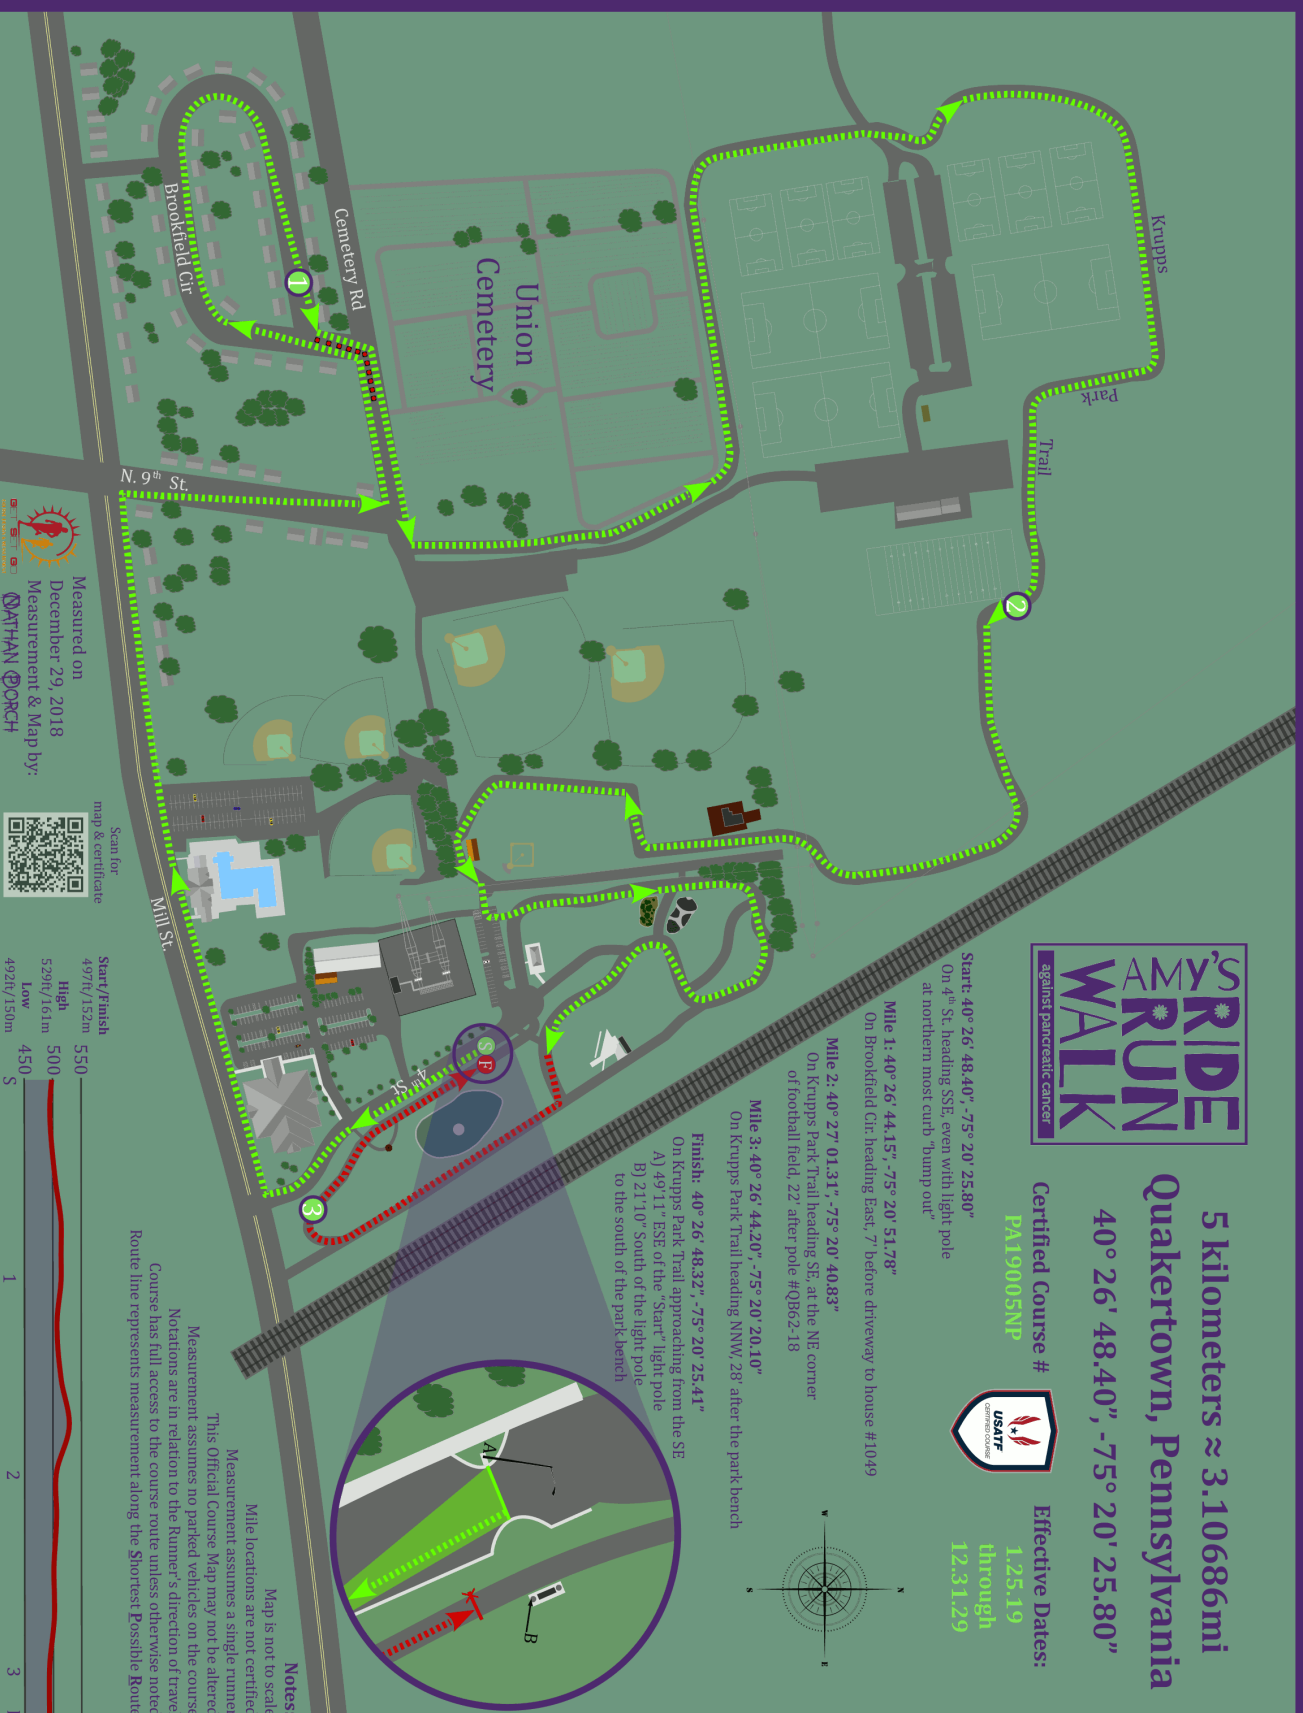 AMY'S
RIDE
RUN
WALK
against pancreatic cancer
5 kilometers ≈ 3.10686mi
Quakertown, Pennsylvania
40° 26' 48.40”, -75° 20' 25.80”
Certified Course #
PA19005NP
USATF
CERTIFIED COURSE
Effective Dates:
1.25.19
through
12.31.29
Start: 40° 26' 48.40”, -75° 20' 25.80”
On 4th St. heading SSE, even with light pole
at northern most curb “bump out”
Mile 1: 40° 26' 44.15”, -75° 20' 51.78”
On Brookfield Cir. heading East, 7' before driveway to house #1049
Mile 2: 40° 27' 01.31”, -75° 20' 40.83”
On Krupps Park Trail heading SE, at the NE corner
of football field, 22' after pole #QB62-18
Mile 3: 40° 26' 44.20”, -75° 20' 20.10”
On Krupps Park Trail heading NNW, 28' after the park bench
Finish: 40° 26' 48.32”, -75° 20' 25.41”
On Krupps Park Trail approaching from the SE
A) 49'11” ESE of the “Start” light pole
B) 21'10” South of the light pole
to the south of the park bench
N
E
S
W
Krupps
Park
Trail
Union
Cemetery
Cemetery Rd
Brookfield Cir
N. 9th St.
Mill St.
4th St
1
2
3
S
F
A
B
Measured on
December 29, 2018
Measurement & Map by:
NATHAN PORCH
Scan for
map & certificate
Start/Finish
497ft/152m
High
529ft/161m
Low
492ft/150m
550
500
450
S
1
2
3
Notes
Map is not to scale
Mile locations are not certified
Measurement assumes a single runner
This Official Course Map may not be altered
Measurement assumes no parked vehicles on the course
Notations are in relation to the Runner's direction of trave
Course has full access to the course route unless otherwise noted
Route line represents measurement along the Shortest Possible Route